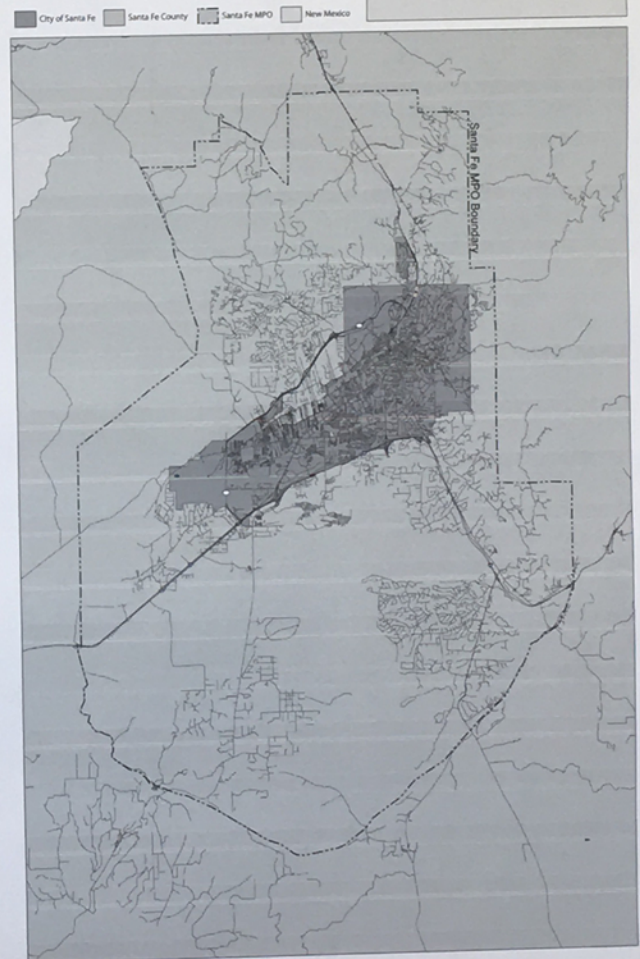 City of Santa Fe
Santa Fe County
Santa Fe MPO
New Mexico
Santa Fe MPO Boundary